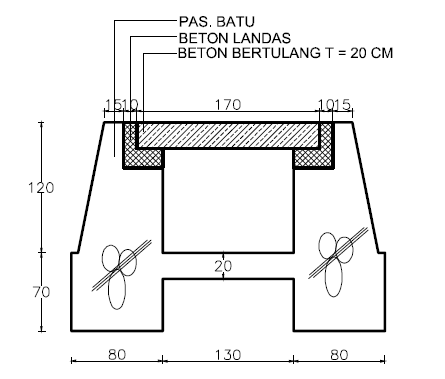 PAS. BATU
BETON LANDAS
BETON BERTULANG T = 20 CM
15 10 170 10 15
120
20
70
80 130 80